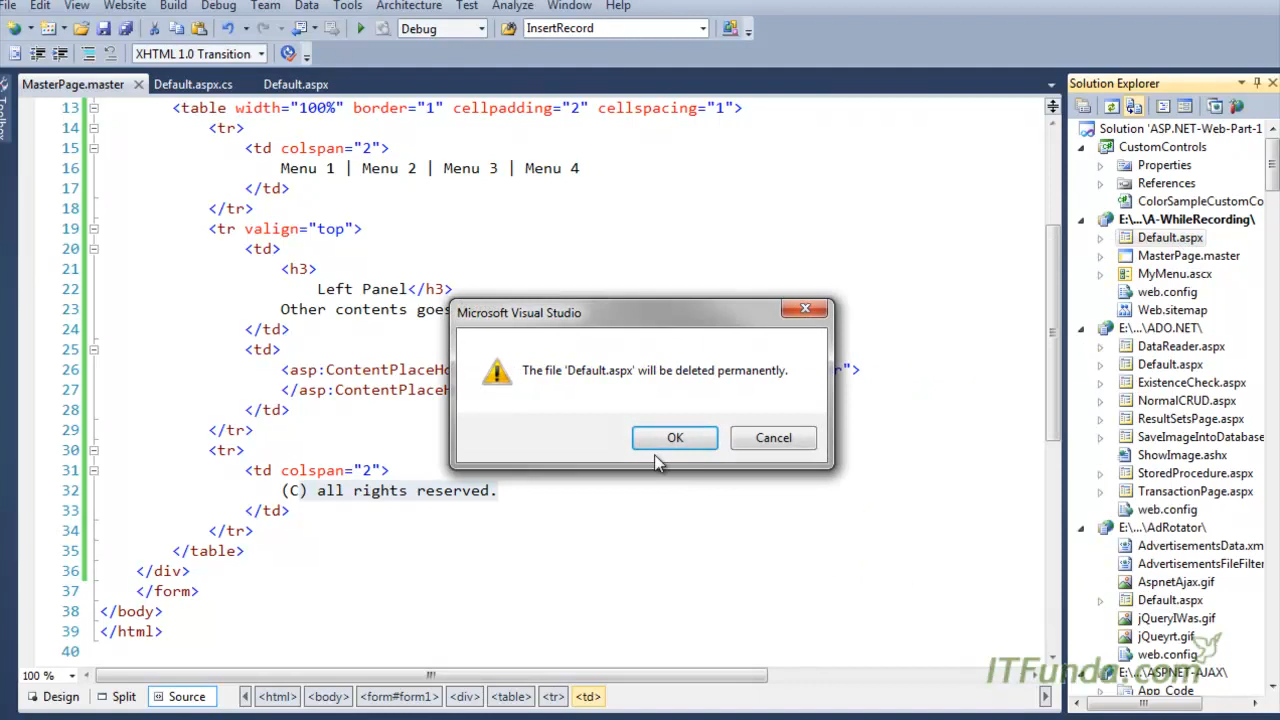 File Edit View Website Build Debug Team Data Tools Architecture Test Analyze Window Help
Debug InsertRecord
XHTML 1.0 Transition
MasterPage.master Default.aspx.cs Default.aspx
13 <table width="100%" border="1" cellpadding="2" cellspacing="1">
14 <tr>
15 <td colspan="2">
16 Menu 1 | Menu 2 | Menu 3 | Menu 4
17 </td>
18 </tr>
19 <tr valign="top">
20 <td>
21 <h3>
22 Left Panel</h3>
23 Other contents goes
24 </td>
25 <td>
26 <asp:ContentPlaceHo r">
27 </asp:ContentPlaceH
28 </td>
29 </tr>
30 <tr>
31 <td colspan="2">
32 (C) all rights reserved.
33 </td>
34 </tr>
35 </table>
36 </div>
37 </form>
38 </body>
39 </html>
40
100 %
Design Split Source <html> <body> <form#form1> <div> <table> <tr> <td>
Toolbox
Microsoft Visual Studio
The file 'Default.aspx' will be deleted permanently.
OK Cancel
Solution Explorer
Solution 'ASP.NET-Web-Part-1
CustomControls
Properties
References
ColorSampleCustomCo
E:\...\A-WhileRecording\
Default.aspx
MasterPage.master
MyMenu.ascx
web.config
Web.sitemap
E:\...\ADO.NET\
DataReader.aspx
Default.aspx
ExistenceCheck.aspx
NormalCRUD.aspx
ResultSetsPage.aspx
SaveImageIntoDatabase
ShowImage.ashx
StoredProcedure.aspx
TransactionPage.aspx
web.config
E:\...\AdRotator\
AdvertisementsData.xm
AdvertisementsFileFilter
AspnetAjax.gif
Default.aspx
jQueryIWas.gif
jQueyrt.gif
web.config
E:\...\ASPNET-AJAX\
App_Code
ITFunda.com